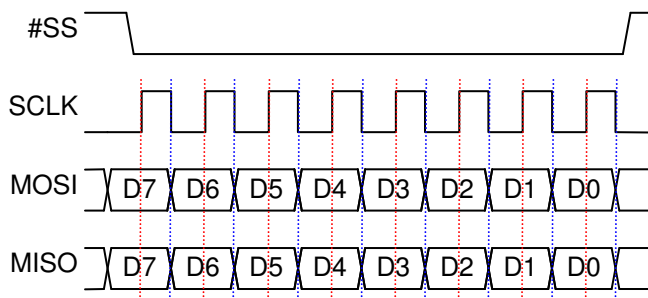 #SS
SCLK
MOSI D7 D6 D5 D4 D3 D2 D1 D0
MISO D7 D6 D5 D4 D3 D2 D1 D0